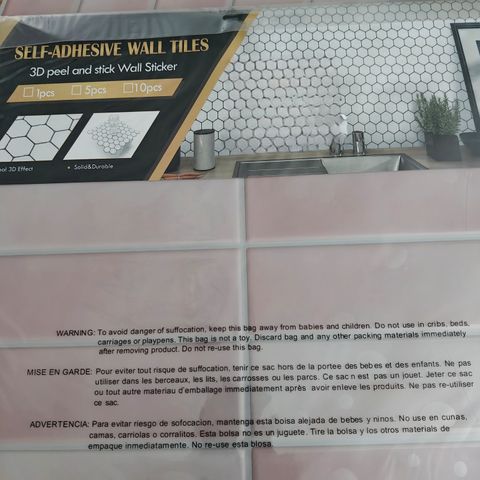 SELF-ADHESIVE WALL TILES
3D peel and stick Wall Sticker
1pcs 5pcs 10pcs
3D Effect • Solid&Durable
WARNING: To avoid danger of suffocation, keep this bag away from babies and children. Do not use in cribs, beds,
carriages or playpens. This bag is not a toy. Discard bag and any other packing materials immediately
after removing product. Do not re-use this bag.
MISE EN GARDE: Pour eviter tout risque de suffocation, tenir ce sac hors de la portee des bebes et des enfants. Ne pas
utiliser dans les berceaux, les lits, les carrosses ou les parcs. Ce sac n est pas un jouet. Jeter ce sac
ou tout autre materiau d'emballage immediatement après avoir enleve les produits. Ne pas re-utiliser
ce sac.
ADVERTENCIA: Para evitar riesgo de sofocacion, mantenga esta bolsa alejada de bebes y ninos. No use en cunas,
camas, carriolas o corralitos. Esta bolsa no es un juguete. Tire la bolsa y los otros materiales de
empaque inmediatamente. No re-use esta blosa.